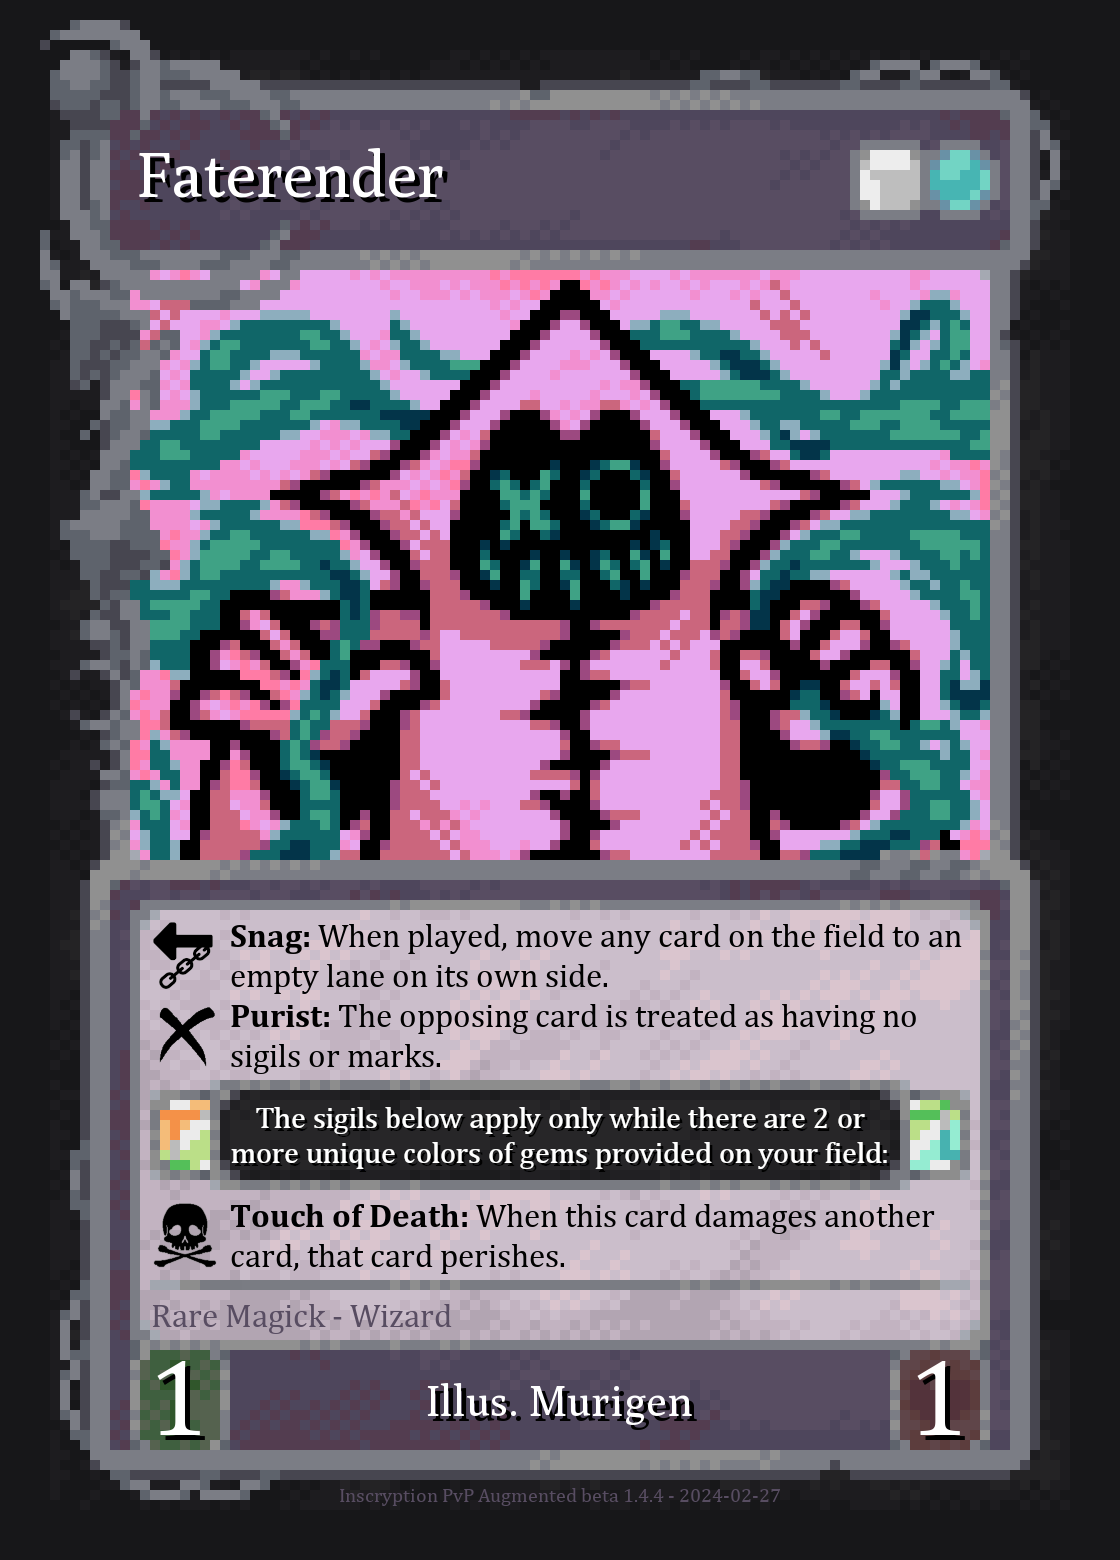 Faterender
Snag: When played, move any card on the field to an
empty lane on its own side.
Purist: The opposing card is treated as having no
sigils or marks.
The sigils below apply only while there are 2 or
more unique colors of gems provided on your field:
Touch of Death: When this card damages another
card, that card perishes.
Rare Magick - Wizard
1
Illus. Murigen
1
Inscryption PvP Augmented beta 1.4.4 - 2024-02-27